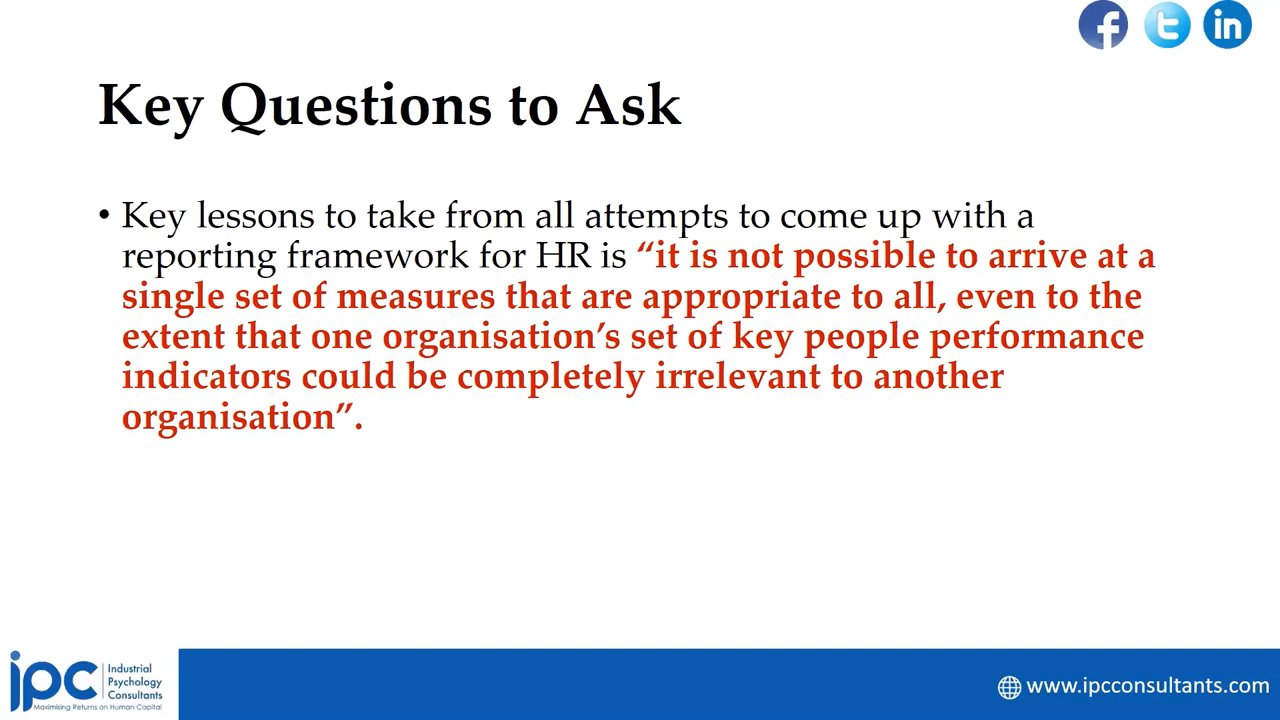 Key Questions to Ask
• Key lessons to take from all attempts to come up with a
reporting framework for HR is “it is not possible to arrive at a
single set of measures that are appropriate to all, even to the
extent that one organisation’s set of key people performance
indicators could be completely irrelevant to another
organisation”.
ipc
Industrial
Psychology
Consultants
Maximising Returns on Human Capital
www.ipcconsultants.com